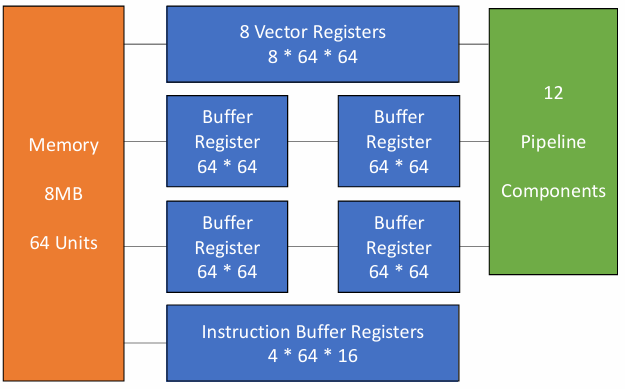 Memory
8MB
64 Units
8 Vector Registers
8 * 64 * 64
Buffer
Register
64 * 64
Buffer
Register
64 * 64
Buffer
Register
64 * 64
Buffer
Register
64 * 64
Instruction Buffer Registers
4 * 64 * 16
12
Pipeline
Components